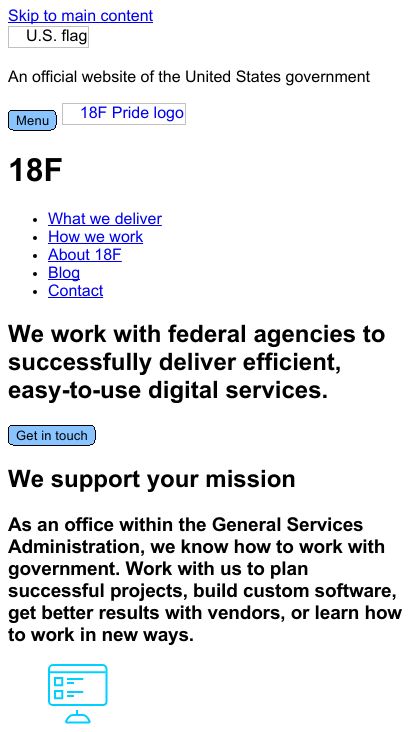 Skip to main content
U.S. flag
An official website of the United States government
Menu
18F Pride logo
18F
What we deliver
How we work
About 18F
Blog
Contact
We work with federal agencies to
successfully deliver efficient,
easy-to-use digital services.
Get in touch
We support your mission
As an office within the General Services
Administration, we know how to work with
government. Work with us to plan
successful projects, build custom software,
get better results with vendors, or learn how
to work in new ways.